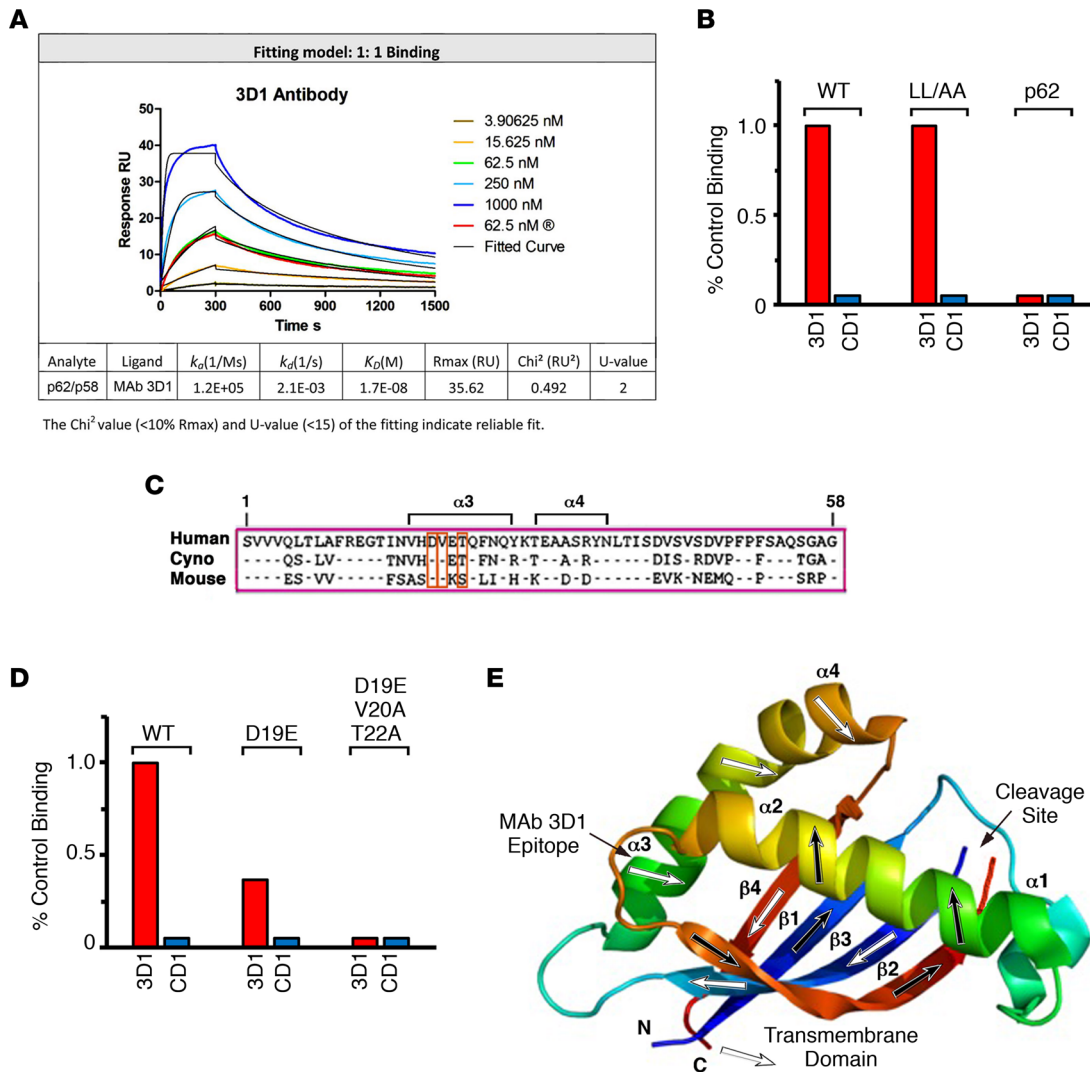 A
Fitting model: 1: 1 Binding
3D1 Antibody
Response RU
50
40
30
20
10
0
0 300 600 900 1200 1500
Time s
3.90625 nM
15.625 nM
62.5 nM
250 nM
1000 nM
62.5 nM ®
Fitted Curve
Analyte Ligand ka(1/Ms) kd(1/s) KD(M) Rmax (RU) Chi² (RU²) U-value
p62/p58 MAb 3D1 1.2E+05 2.1E-03 1.7E-08 35.62 0.492 2
The Chi² value (<10% Rmax) and U-value (<15) of the fitting indicate reliable fit.
B
% Control Binding
1.0
0.5
0
WT LL/AA p62
3D1 CD1 3D1 CD1 3D1 CD1
C
1 α3 α4 58
Human SVVVQLTLAFREGTINVHDVETQFNQYKTEAASRYNLTISDVSVSDVPFPFSAQSGAG
Cyno ----QS-LV-----TNVH--ET-FN-R-T--A-R------DIS-RDVP--F---TGA-
Mouse ----ES-VV-----FSAS--KS-LI-H-K--D-D------EVK-NEMQ--F---SRP-
D
% Control Binding
1.0
0.5
0
WT D19E D19E
V20A
T22A
3D1 CD1 3D1 CD1 3D1 CD1
E
α4
MAb 3D1
Epitope
α3
α2
Cleavage
Site
α1
β4
β1
β3
β2
N
C
Transmembrane
Domain